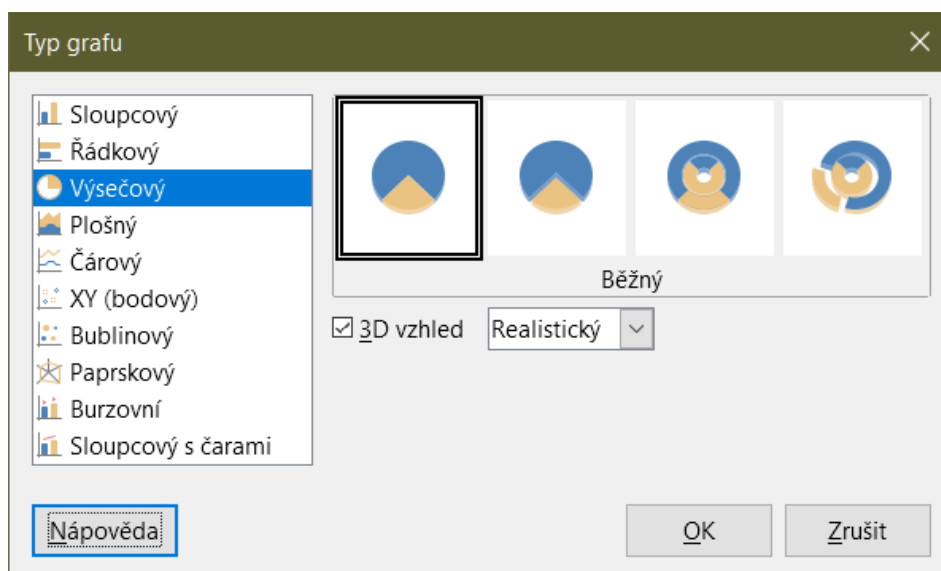 Typ grafu
Sloupcový
Řádkový
Výsečový
Plošný
Čárový
XY (bodový)
Bublinový
Paprskový
Burzovní
Sloupcový s čarami
Běžný
3D vzhled
Realistický
Nápověda
OK
Zrušit